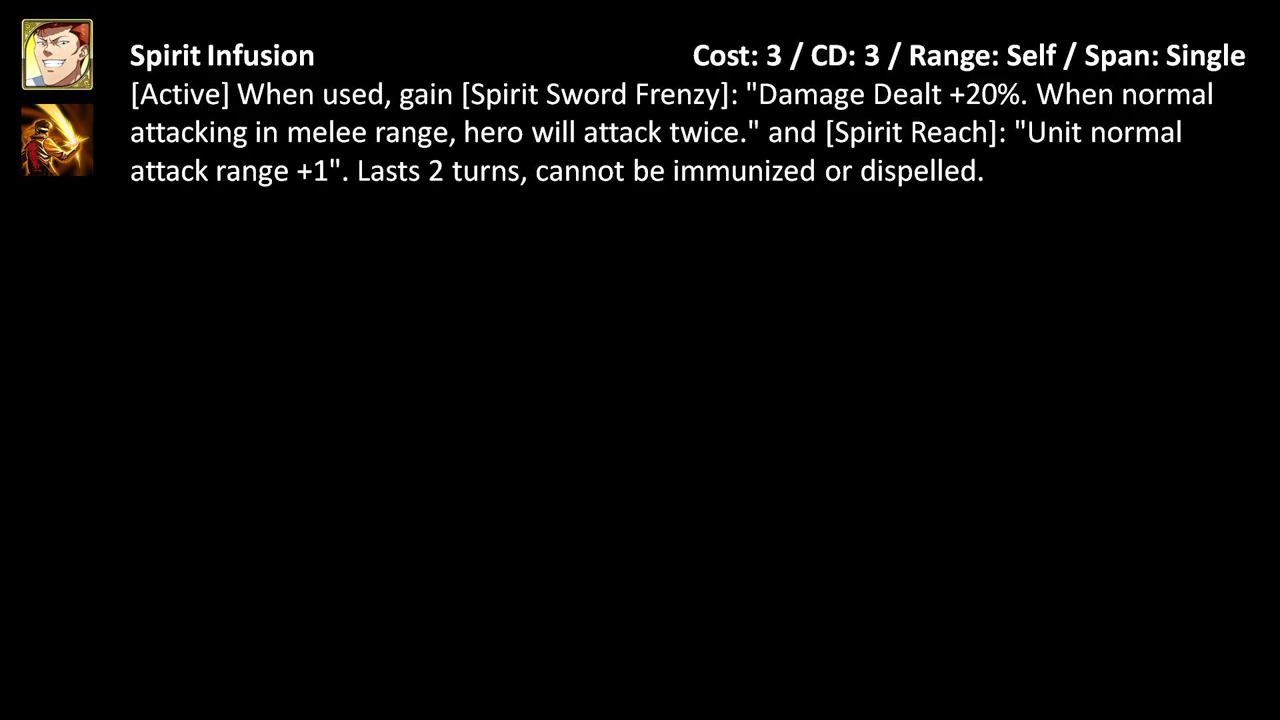 Spirit Infusion Cost: 3 / CD: 3 / Range: Self / Span: Single
[Active] When used, gain [Spirit Sword Frenzy]: "Damage Dealt +20%. When normal
attacking in melee range, hero will attack twice." and [Spirit Reach]: "Unit normal
attack range +1". Lasts 2 turns, cannot be immunized or dispelled.